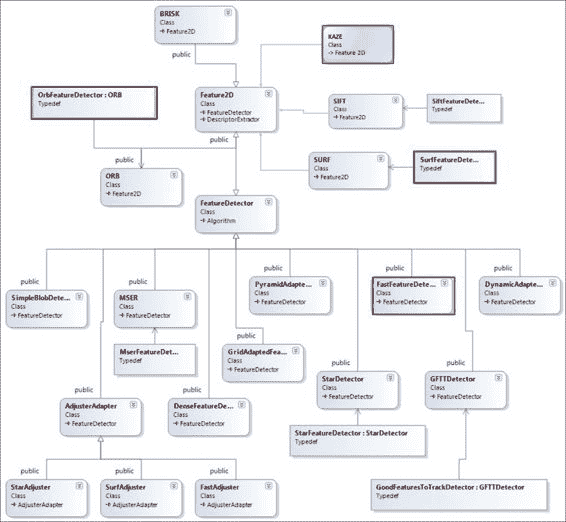 BRISK
Class
→ Feature2D
public
KAZE
Class
-> Feature 2D
OrbFeatureDetector : ORB
Typedef
Feature2D
Class
→ FeatureDetector
→ DescriptorExtractor
SIFT
Class
→ Feature2D
SiftFeatureDete...
Typedef
public
public
ORB
Class
→ Feature2D
SURF
Class
→ Feature2D
SurfFeatureDete...
Typedef
FeatureDetector
Class
→ Algorithm
public
public
public
public
public
public
SimpleBlobDete...
Class
→ FeatureDetector
MSER
Class
→ FeatureDetector
PyramidAdapte...
Class
→ FeatureDetector
FastFeatureDete...
Class
→ FeatureDetector
DynamicAdapte...
Class
→ FeatureDetector
public
MserFeatureDet...
Typedef
GridAdaptedFea...
Class
→ FeatureDetector
public
public
public
public
AdjusterAdapter
Class
→ FeatureDetector
DenseFeatureDe...
Class
→ FeatureDetector
StarDetector
Class
→ FeatureDetector
GFTTDetector
Class
→ FeatureDetector
StarFeatureDetector : StarDetector
Typedef
public
public
public
StarAdjuster
Class
→ AdjusterAdapter
SurfAdjuster
Class
→ AdjusterAdapter
FastAdjuster
Class
→ AdjusterAdapter
GoodFeaturesToTrackDetector : GFTTDetector
Typedef